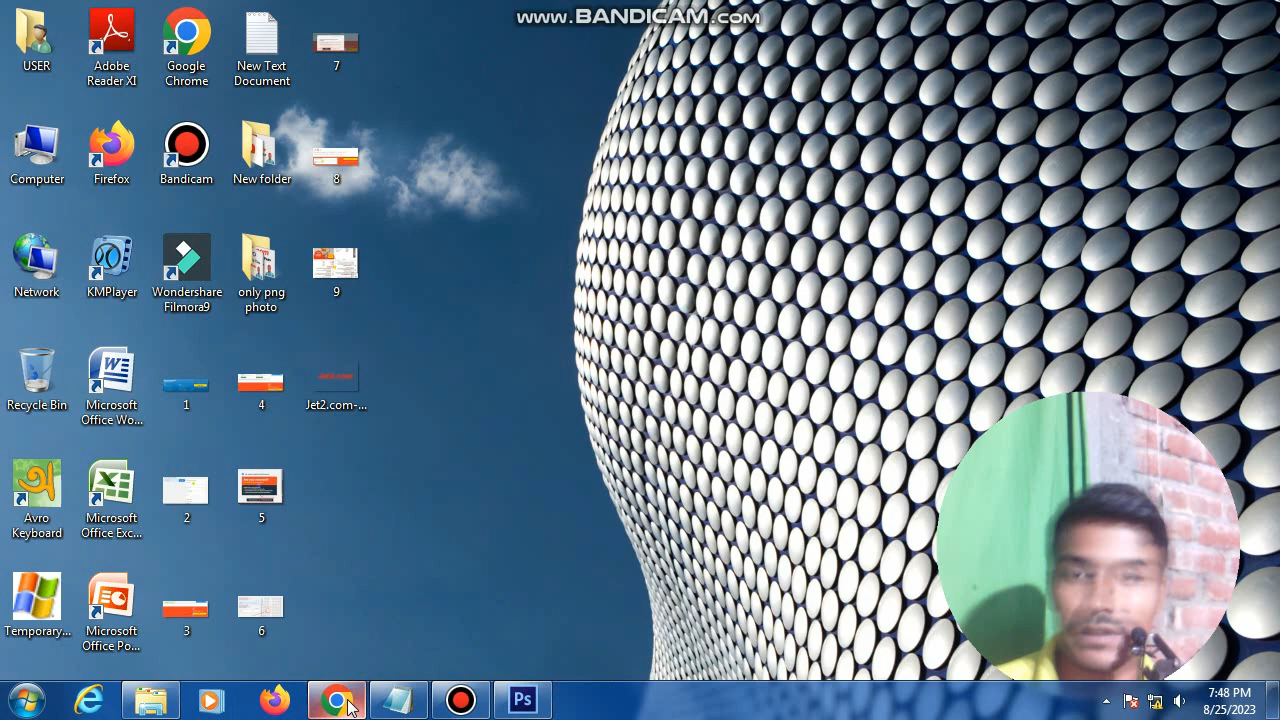 www.BANDICAM.com
USER
Adobe
Reader XI
Google
Chrome
New Text
Document
7
Computer
Firefox
Bandicam
New folder
8
Network
KMPlayer
Wondershare
Filmora9
only png
photo
9
Recycle Bin
Microsoft
Office Wo...
1
4
Jet2.com-...
অ
Avro
Keyboard
Microsoft
Office Exc...
2
5
Temporary...
Microsoft
Office Po...
3
6
Ps
7:48 PM
8/25/2023